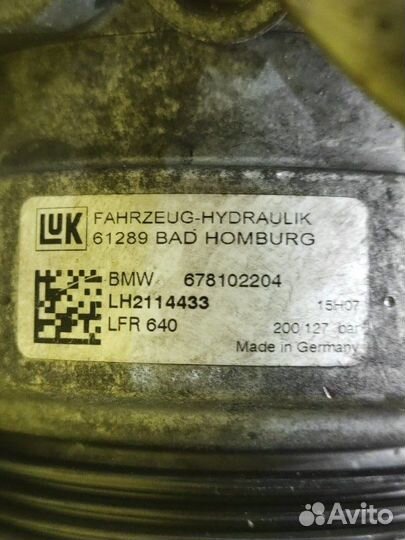 LUK
FAHRZEUG-HYDRAULIK
61289 BAD HOMBURG
BMW 678102204
LH2114433 15H07
LFR 640 200 127 bar
Made in Germany
Avito